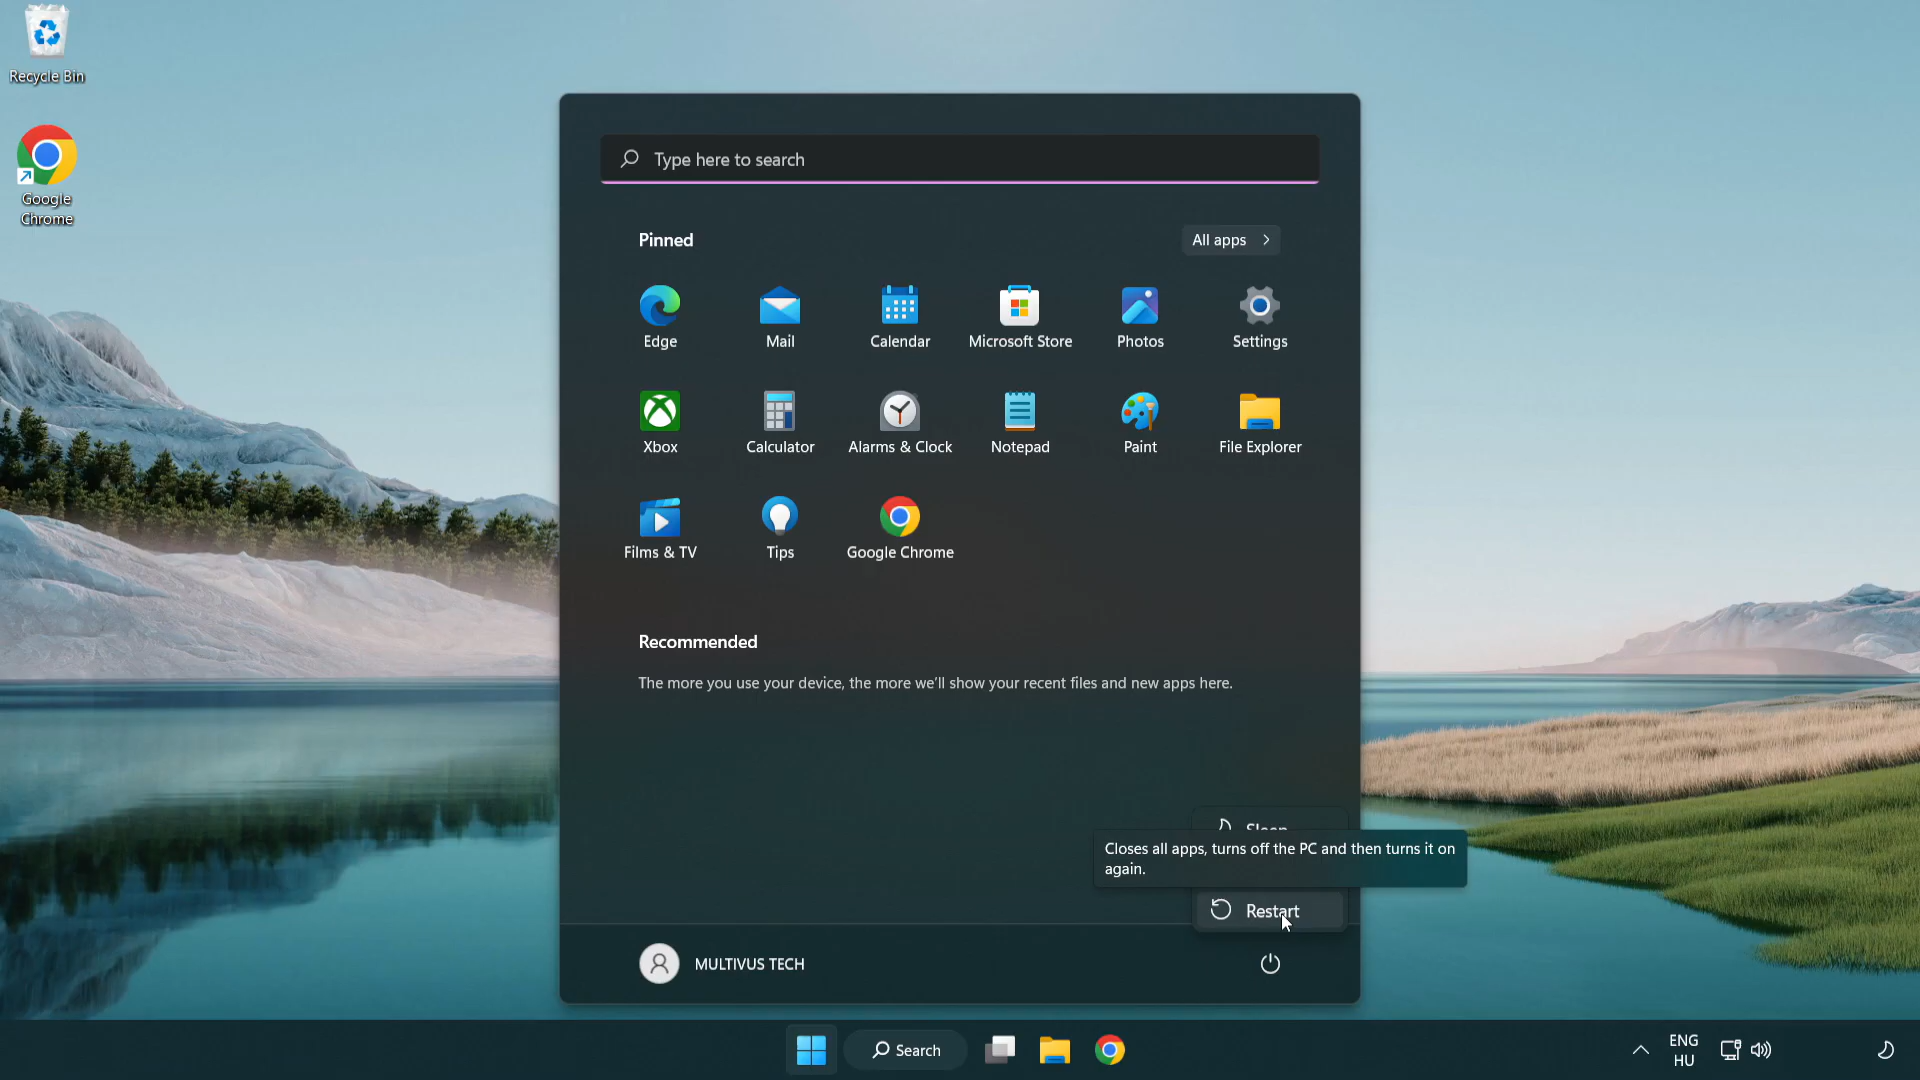 Recycle Bin
Google
Chrome
Type here to search
Pinned
All apps
Edge
Mail
Calendar
Microsoft Store
Photos
Settings
Xbox
Calculator
Alarms & Clock
Notepad
Paint
File Explorer
Films & TV
Tips
Google Chrome
Recommended
The more you use your device, the more we'll show your recent files and new apps here.
Sleep
Closes all apps, turns off the PC and then turns it on
again.
Restart
MULTIVUS TECH
Search
ENG
HU